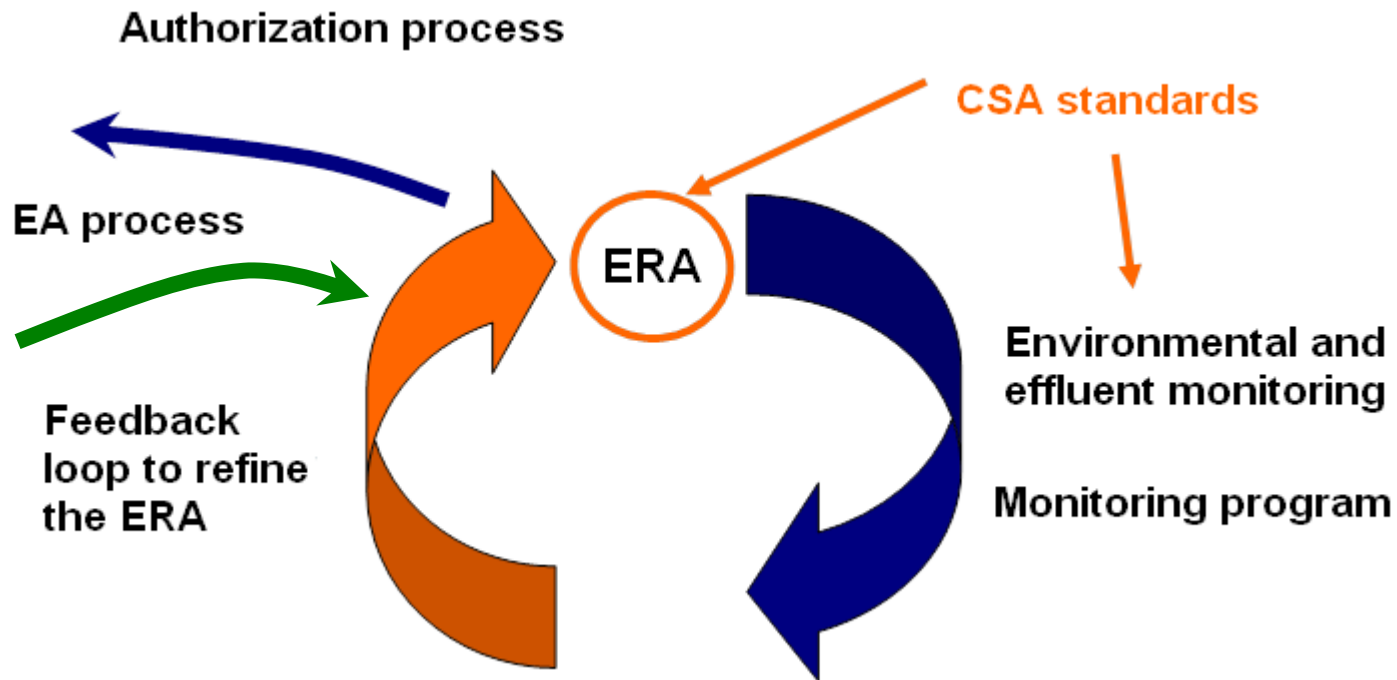 Authorization process
CSA standards
EA process
ERA
Environmental and
effluent monitoring
Feedback
loop to refine
the ERA
Monitoring program